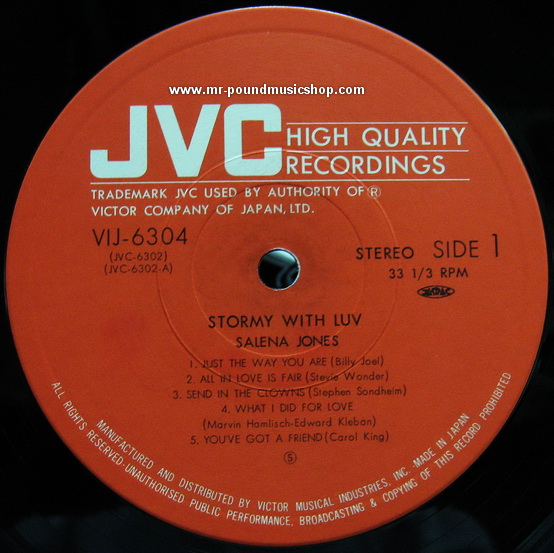 www.mr-poundmusicshop.com
JVC
HIGH QUALITY
RECORDINGS
TRADEMARK JVC USED BY AUTHORITY OF Ⓡ
VICTOR COMPANY OF JAPAN, LTD.
VIJ-6304
(JVC-6302)
(JVC-6302-A)
STEREO SIDE 1
33 1/3 RPM
STORMY WITH LUV
SALENA JONES
1. JUST THE WAY YOU ARE (Billy Joel)
2. ALL IN LOVE IS FAIR (Stevie Wonder)
3. SEND IN THE CLOWNS (Stephen Sondheim)
4. WHAT I DID FOR LOVE
(Marvin Hamlisch-Edward Kleban)
5. YOU'VE GOT A FRIEND (Carol King)
Ⓢ
MANUFACTURED AND DISTRIBUTED BY VICTOR MUSICAL INDUSTRIES, INC. MADE IN JAPAN
ALL RIGHTS RESERVED-UNAUTHORISED PUBLIC PERFORMANCE, BROADCASTING & COPYING OF THIS RECORD PROHIBITED